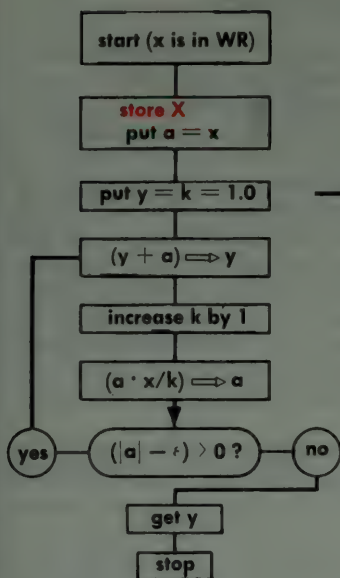 start (x is in WR)
store X
put a = x
put y = k = 1.0
(y + a) ⟹ y
increase k by 1
(a · x/k) ⟹ a
yes
(|a| − ε) > 0 ?
no
get y
stop